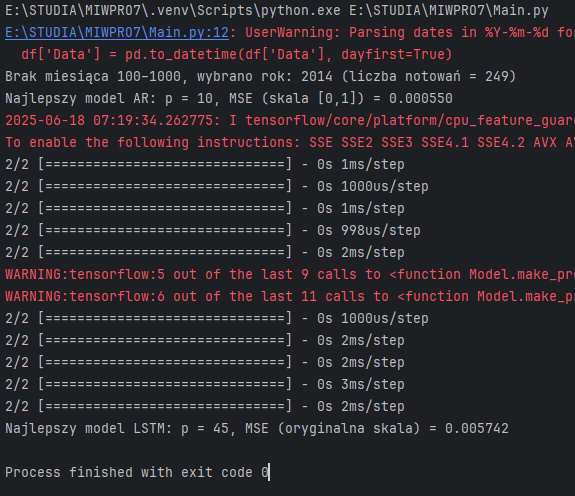 E:\STUDIA\MIWPRO7\.venv\Scripts\python.exe E:\STUDIA\MIWPRO7\Main.py
E:\STUDIA\MIWPRO7\Main.py:12: UserWarning: Parsing dates in %Y-%m-%d for
df['Data'] = pd.to_datetime(df['Data'], dayfirst=True)
Brak miesiąca 100–1000, wybrano rok: 2014 (liczba notowań = 249)
Najlepszy model AR: p = 10, MSE (skala [0,1]) = 0.000550
2025-06-18 07:19:34.262775: I tensorflow/core/platform/cpu_feature_guar
To enable the following instructions: SSE SSE2 SSE3 SSE4.1 SSE4.2 AVX A
2/2 [==============================] - 0s 1ms/step
2/2 [==============================] - 0s 1000us/step
2/2 [==============================] - 0s 1ms/step
2/2 [==============================] - 0s 998us/step
2/2 [==============================] - 0s 2ms/step
WARNING:tensorflow:5 out of the last 9 calls to <function Model.make_pre
WARNING:tensorflow:6 out of the last 11 calls to <function Model.make_p
2/2 [==============================] - 0s 1000us/step
2/2 [==============================] - 0s 2ms/step
2/2 [==============================] - 0s 2ms/step
2/2 [==============================] - 0s 3ms/step
2/2 [==============================] - 0s 2ms/step
Najlepszy model LSTM: p = 45, MSE (oryginalna skala) = 0.005742
Process finished with exit code 0